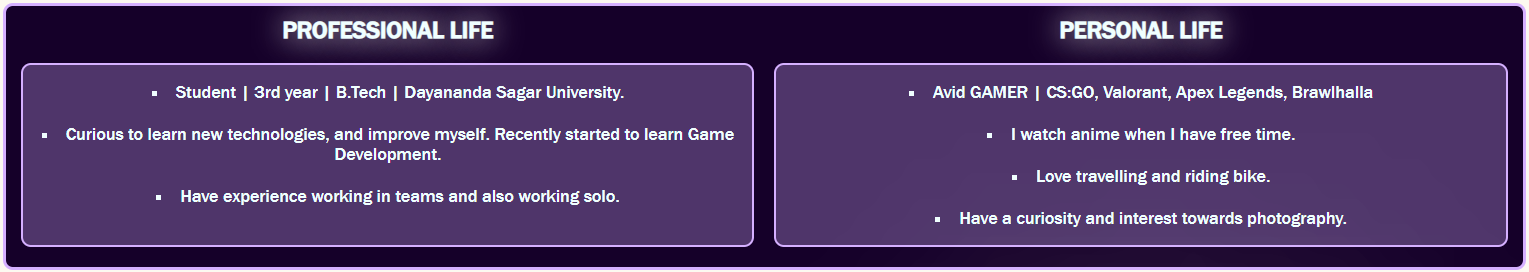 PROFESSIONAL LIFE
▪ Student | 3rd year | B.Tech | Dayananda Sagar University.
▪ Curious to learn new technologies, and improve myself. Recently started to learn Game
Development.
▪ Have experience working in teams and also working solo.
PERSONAL LIFE
▪ Avid GAMER | CS:GO, Valorant, Apex Legends, Brawlhalla
▪ I watch anime when I have free time.
▪ Love travelling and riding bike.
▪ Have a curiosity and interest towards photography.